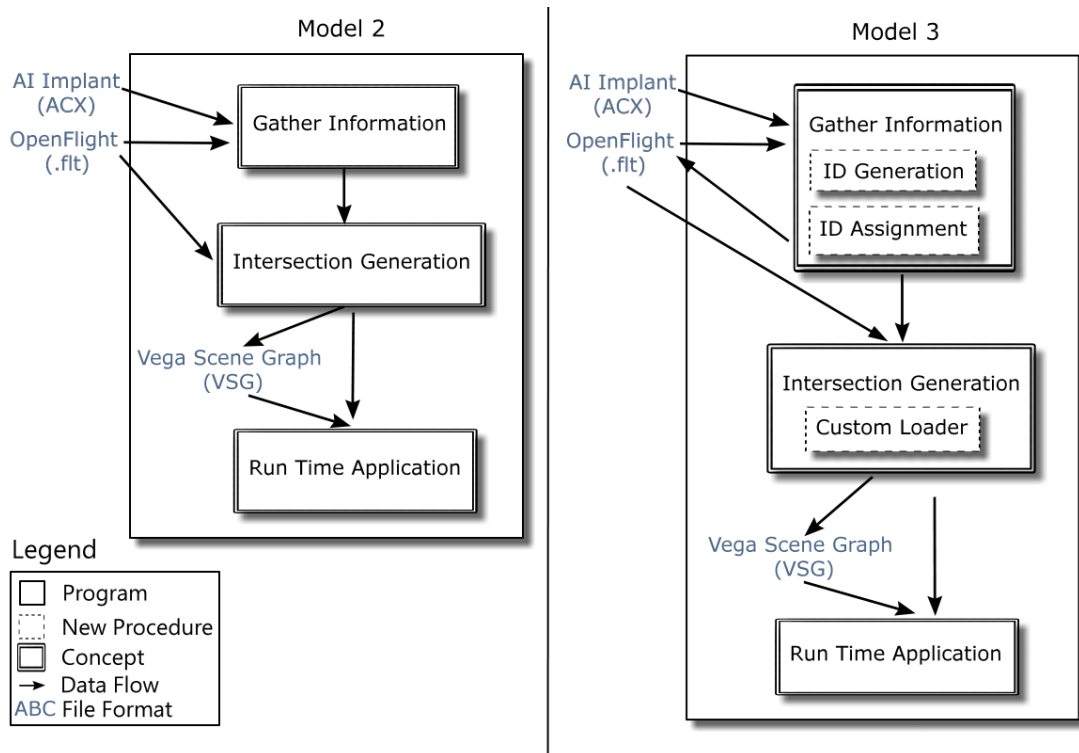 Model 2
AI Implant
(ACX)
OpenFlight
(.flt)
Gather Information
Intersection Generation
Vega Scene Graph
(VSG)
Run Time Application
Legend
Program
New Procedure
Concept
Data Flow
ABC File Format
Model 3
AI Implant
(ACX)
OpenFlight
(.flt)
Gather Information
ID Generation
ID Assignment
Intersection Generation
Custom Loader
Vega Scene Graph
(VSG)
Run Time Application